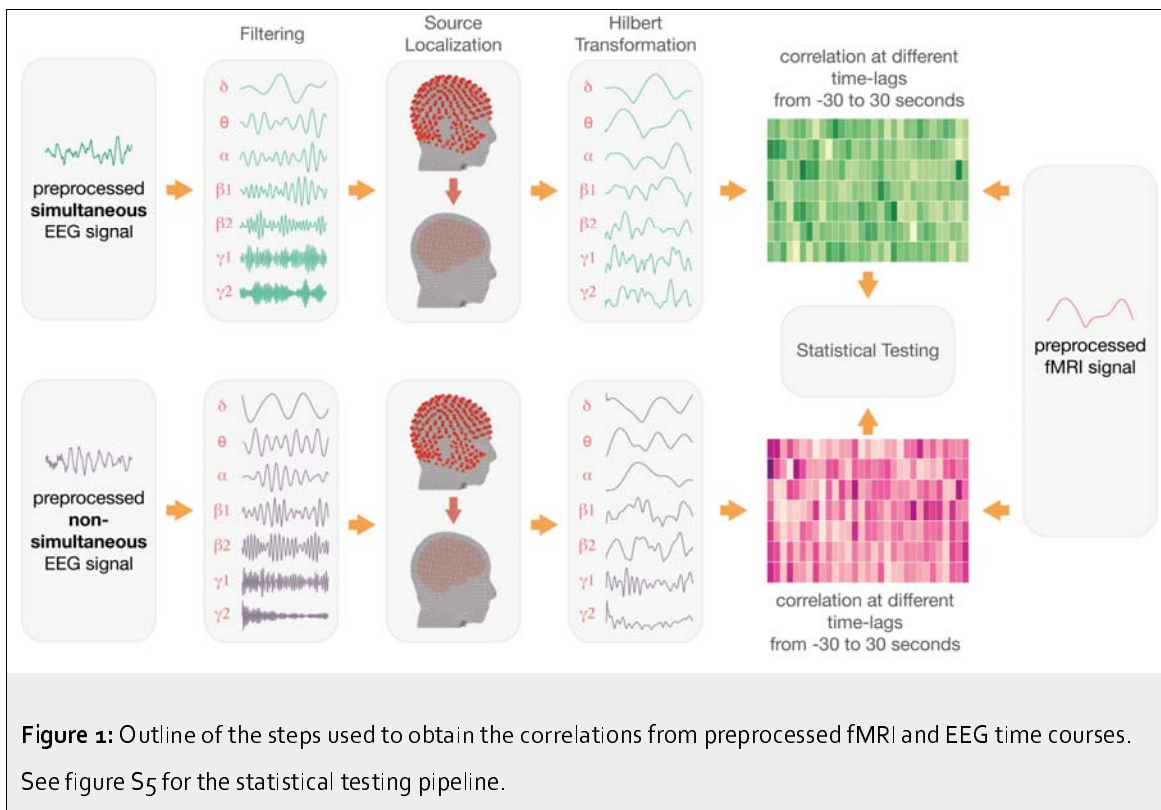 Filtering
Source
Localization
Hilbert
Transformation
preprocessed
simultaneous
EEG signal
δ
θ
α
β1
β2
γ1
γ2
δ
θ
α
β1
β2
γ1
γ2
correlation at different
time-lags
from -30 to 30 seconds
Statistical Testing
preprocessed
fMRI signal
preprocessed
non-
simultaneous
EEG signal
δ
θ
α
β1
β2
γ1
γ2
δ
θ
α
β1
β2
γ1
γ2
correlation at different
time-lags
from -30 to 30 seconds
Figure 1: Outline of the steps used to obtain the correlations from preprocessed fMRI and EEG time courses.
See figure S5 for the statistical testing pipeline.